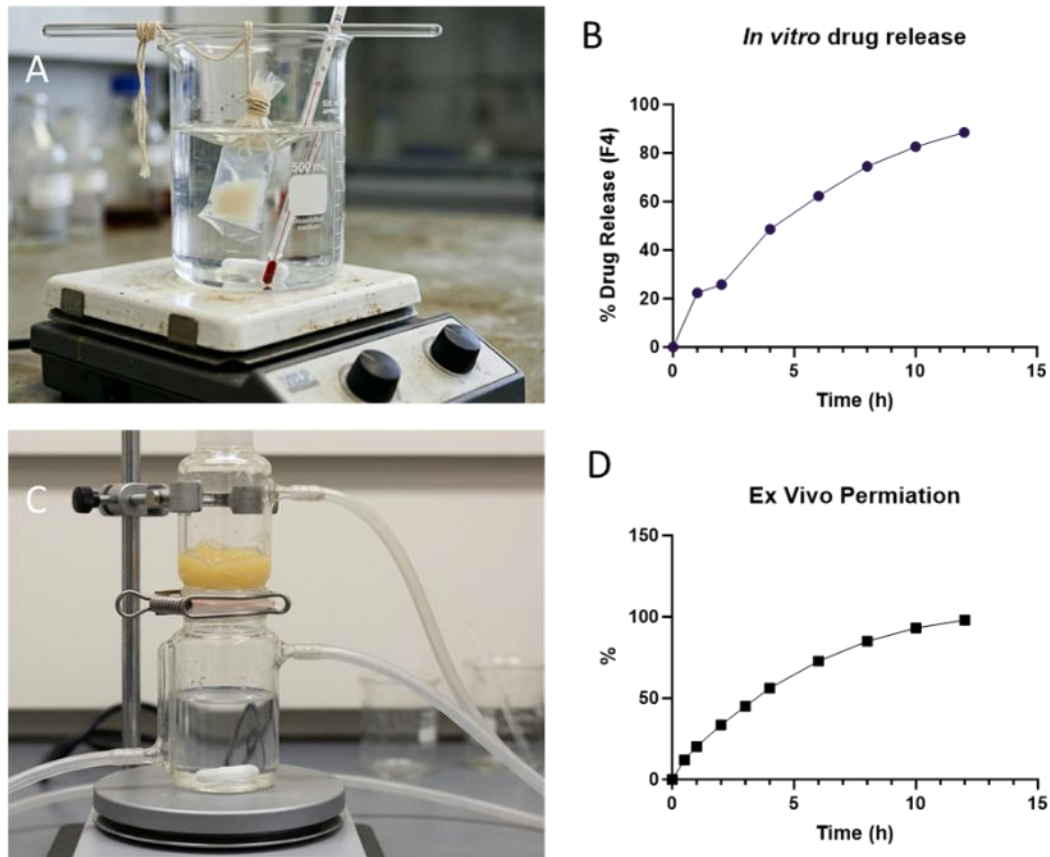 A
500 mL
B
In vitro drug release
% Drug Release (F4)
100
80
60
40
20
0
0 5 10 15
Time (h)
C
D
Ex Vivo Permiation
%
150
100
50
0
0 5 10 15
Time (h)